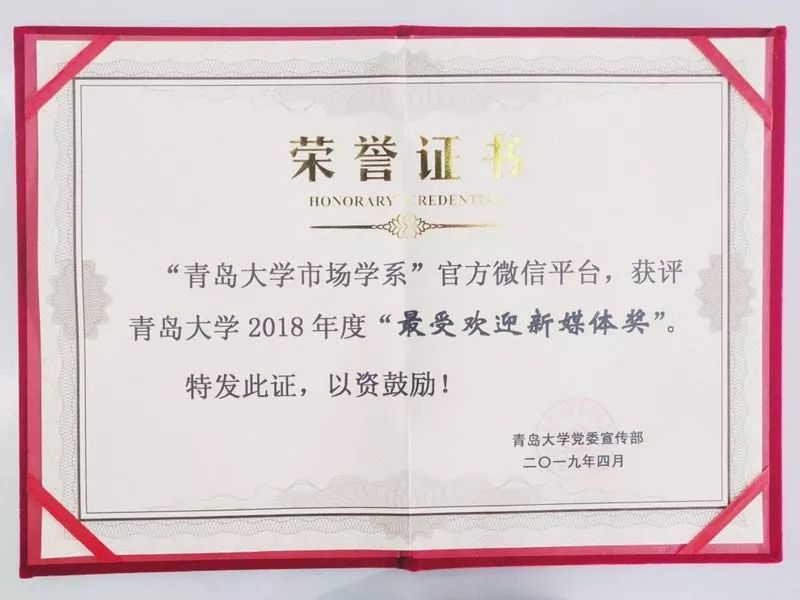 荣誉证书
HONORARY CREDENTIAL
“青岛大学市场学系”官方微信平台，获评
青岛大学2018年度“最受欢迎新媒体奖”。
特发此证，以资鼓励！
青岛大学党委宣传部
二〇一九年四月